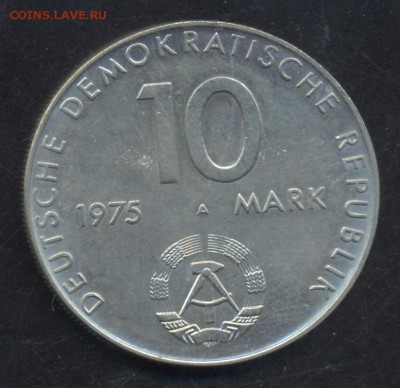 COINS.LAVE.RU
DEUTSCHE DEMOKRATISCHE REPUBLIK
10
1975 A MARK